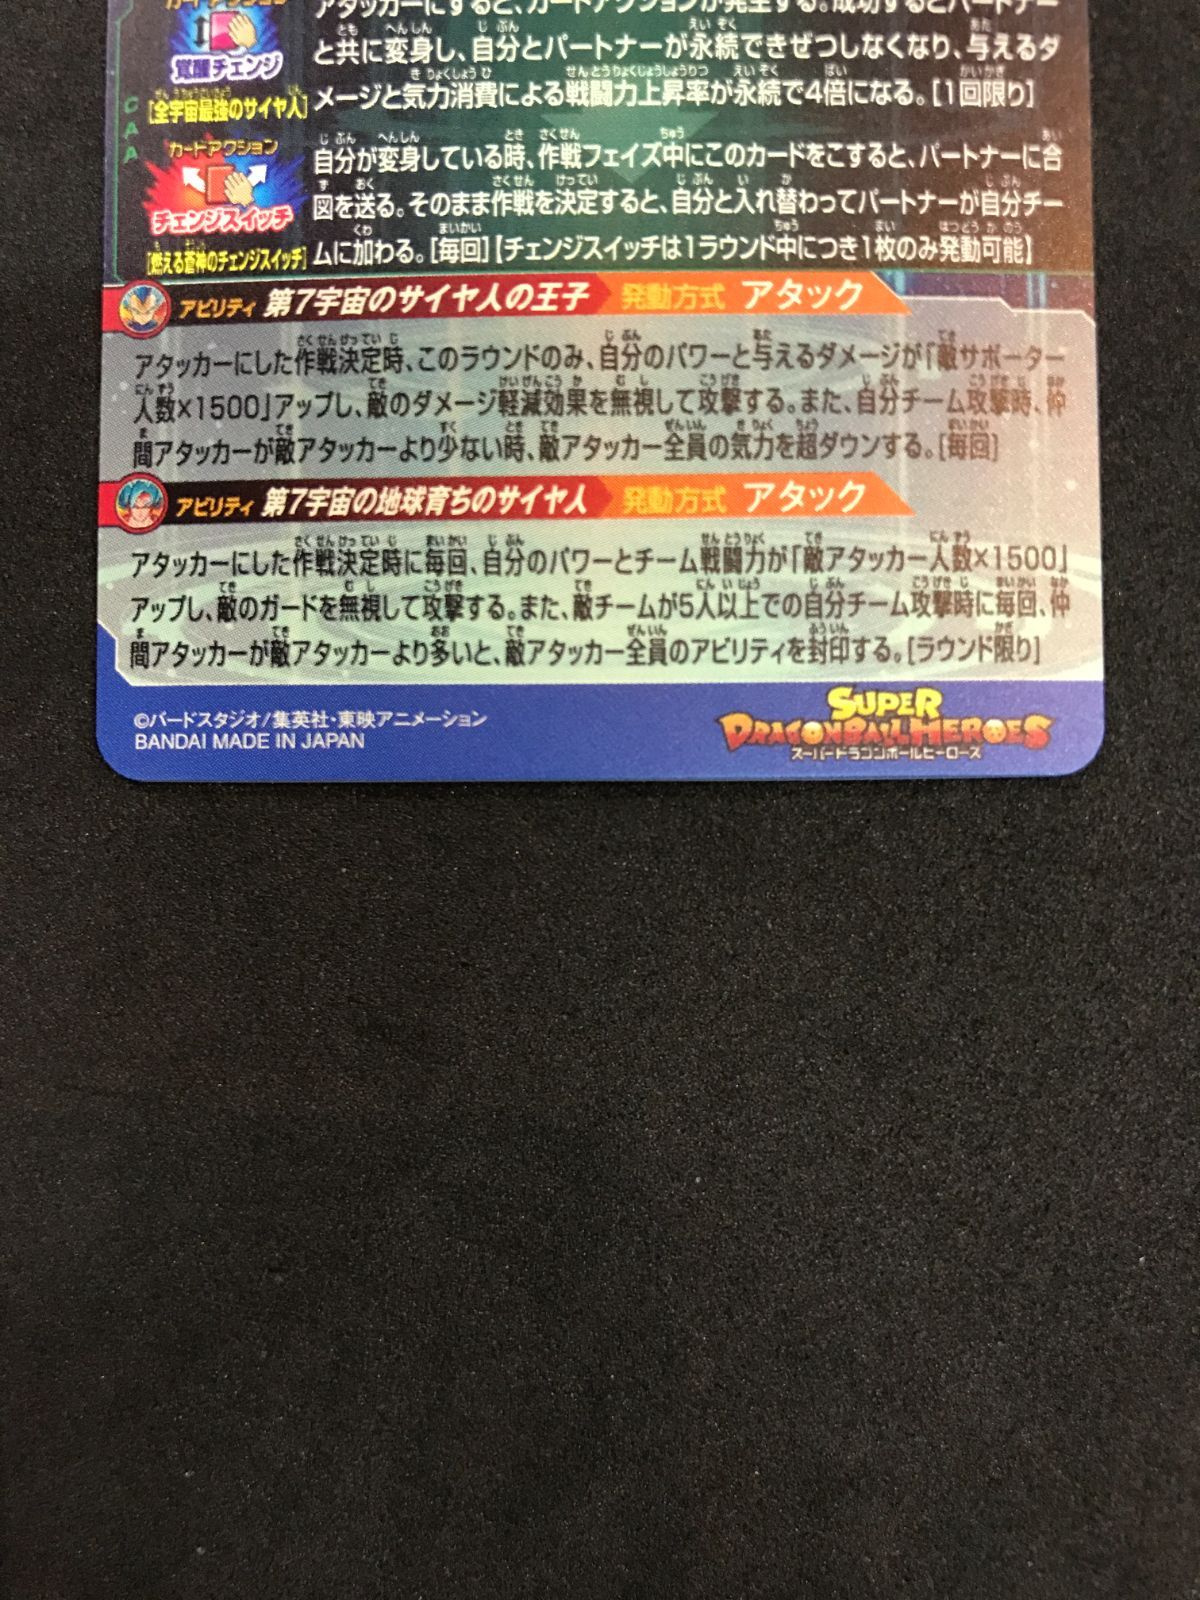 カードアクション
アタッカーにすると、カードアクションが発生する。成功するとパートナー
覚醒チェンジ
と共に変身し、自分とパートナーが永続できぜつしなくなり、与えるダ
[全宇宙最強のサイヤ人]
メージと気力消費による戦闘力上昇率が永続で4倍になる。[1回限り]
CAA
カードアクション
チェンジスイッチ
[燃える蒼神のチェンジスイッチ]
自分が変身している時、作戦フェイズ中にこのカードをこすると、パートナーに合
図を送る。そのまま作戦を決定すると、自分と入れ替わってパートナーが自分チー
ムに加わる。[毎回]【チェンジスイッチは1ラウンド中につき1枚のみ発動可能】
アビリティ 第7宇宙のサイヤ人の王子 発動方式 アタック
アタッカーにした作戦決定時、このラウンドのみ、自分のパワーと与えるダメージが「敵サポーター
人数×1500」アップし、敵のダメージ軽減効果を無視して攻撃する。また、自分チーム攻撃時、仲
間アタッカーが敵アタッカーより少ない時、敵アタッカー全員の気力を超ダウンする。[毎回]
アビリティ 第7宇宙の地球育ちのサイヤ人 発動方式 アタック
アタッカーにした作戦決定時に毎回、自分のパワーとチーム戦闘力が「敵アタッカー人数×1500」
アップし、敵のガードを無視して攻撃する。また、敵チームが5人以上での自分チーム攻撃時に毎回、仲
間アタッカーが敵アタッカーより多いと、敵アタッカー全員のアビリティを封印する。[ラウンド限り]
©バードスタジオ/集英社・東映アニメーション
BANDAI MADE IN JAPAN
SUPER
DRAGONBALL HEROES
スーパードラゴンボールヒーローズ